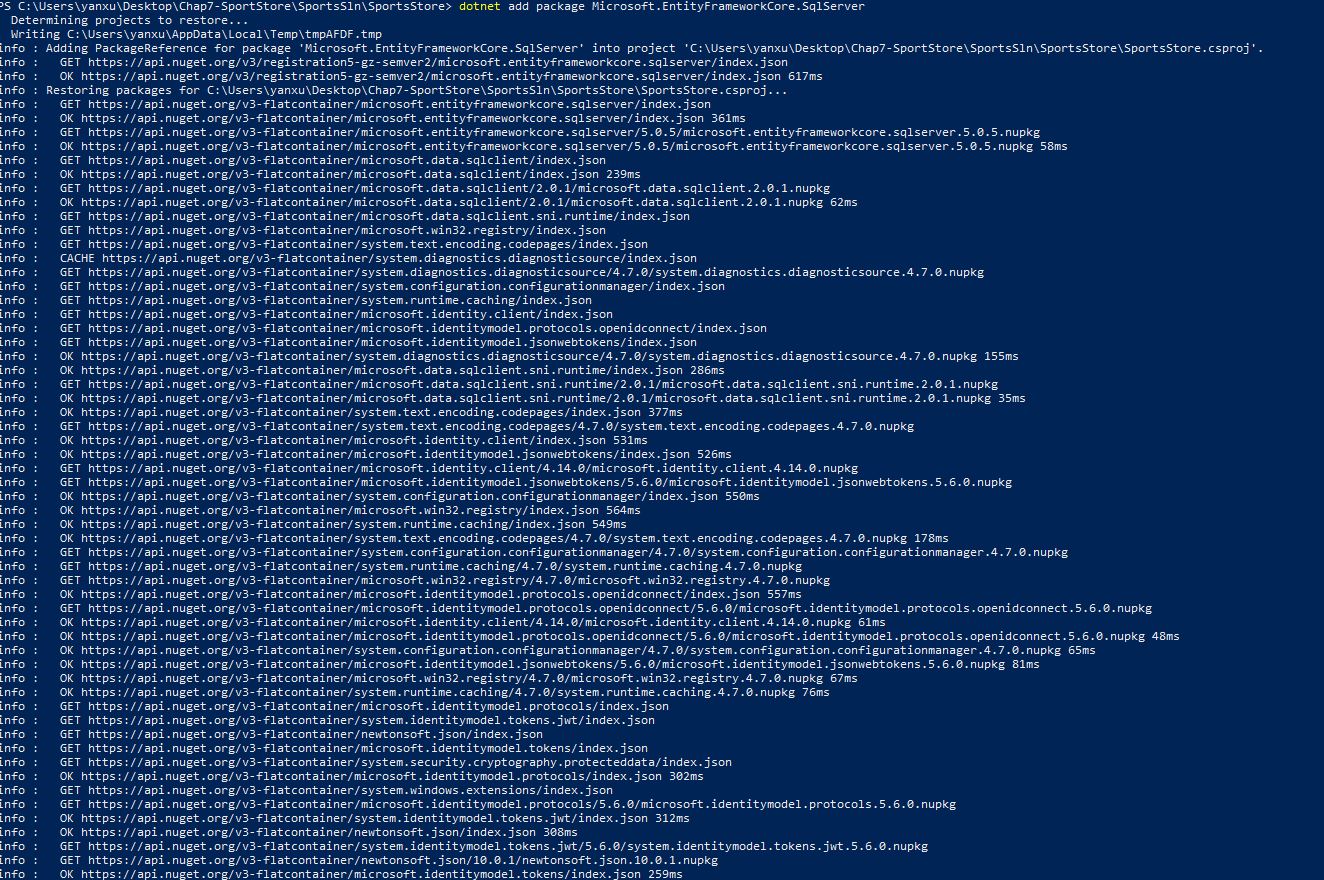 PS C:\Users\yanxu\Desktop\Chap7-SportStore\SportsSln\SportsStore> dotnet add package Microsoft.EntityFrameworkCore.SqlServer
Determining projects to restore...
Writing C:\Users\yanxu\AppData\Local\Temp\tmpAFDF.tmp
info : Adding PackageReference for package 'Microsoft.EntityFrameworkCore.SqlServer' into project 'C:\Users\yanxu\Desktop\Chap7-SportStore\SportsSln\SportsStore\SportsStore.csproj'.
info :   GET https://api.nuget.org/v3/registration5-gz-semver2/microsoft.entityframeworkcore.sqlserver/index.json
info :   OK https://api.nuget.org/v3/registration5-gz-semver2/microsoft.entityframeworkcore.sqlserver/index.json 617ms
info : Restoring packages for C:\Users\yanxu\Desktop\Chap7-SportStore\SportsSln\SportsStore\SportsStore.csproj...
info :   GET https://api.nuget.org/v3-flatcontainer/microsoft.entityframeworkcore.sqlserver/index.json
info :   OK https://api.nuget.org/v3-flatcontainer/microsoft.entityframeworkcore.sqlserver/index.json 361ms
info :   GET https://api.nuget.org/v3-flatcontainer/microsoft.entityframeworkcore.sqlserver/5.0.5/microsoft.entityframeworkcore.sqlserver.5.0.5.nupkg
info :   OK https://api.nuget.org/v3-flatcontainer/microsoft.entityframeworkcore.sqlserver/5.0.5/microsoft.entityframeworkcore.sqlserver.5.0.5.nupkg 58ms
info :   GET https://api.nuget.org/v3-flatcontainer/microsoft.data.sqlclient/index.json
info :   OK https://api.nuget.org/v3-flatcontainer/microsoft.data.sqlclient/index.json 239ms
info :   GET https://api.nuget.org/v3-flatcontainer/microsoft.data.sqlclient/2.0.1/microsoft.data.sqlclient.2.0.1.nupkg
info :   OK https://api.nuget.org/v3-flatcontainer/microsoft.data.sqlclient/2.0.1/microsoft.data.sqlclient.2.0.1.nupkg 62ms
info :   GET https://api.nuget.org/v3-flatcontainer/microsoft.data.sqlclient.sni.runtime/index.json
info :   GET https://api.nuget.org/v3-flatcontainer/microsoft.win32.registry/index.json
info :   GET https://api.nuget.org/v3-flatcontainer/system.text.encoding.codepages/index.json
info :   CACHE https://api.nuget.org/v3-flatcontainer/system.diagnostics.diagnosticsource/index.json
info :   GET https://api.nuget.org/v3-flatcontainer/system.diagnostics.diagnosticsource/4.7.0/system.diagnostics.diagnosticsource.4.7.0.nupkg
info :   GET https://api.nuget.org/v3-flatcontainer/system.configuration.configurationmanager/index.json
info :   GET https://api.nuget.org/v3-flatcontainer/system.runtime.caching/index.json
info :   GET https://api.nuget.org/v3-flatcontainer/microsoft.identity.client/index.json
info :   GET https://api.nuget.org/v3-flatcontainer/microsoft.identitymodel.protocols.openidconnect/index.json
info :   GET https://api.nuget.org/v3-flatcontainer/microsoft.identitymodel.jsonwebtokens/index.json
info :   OK https://api.nuget.org/v3-flatcontainer/system.diagnostics.diagnosticsource/4.7.0/system.diagnostics.diagnosticsource.4.7.0.nupkg 155ms
info :   OK https://api.nuget.org/v3-flatcontainer/microsoft.data.sqlclient.sni.runtime/index.json 286ms
info :   GET https://api.nuget.org/v3-flatcontainer/microsoft.data.sqlclient.sni.runtime/2.0.1/microsoft.data.sqlclient.sni.runtime.2.0.1.nupkg
info :   OK https://api.nuget.org/v3-flatcontainer/microsoft.data.sqlclient.sni.runtime/2.0.1/microsoft.data.sqlclient.sni.runtime.2.0.1.nupkg 35ms
info :   OK https://api.nuget.org/v3-flatcontainer/system.text.encoding.codepages/index.json 377ms
info :   GET https://api.nuget.org/v3-flatcontainer/system.text.encoding.codepages/4.7.0/system.text.encoding.codepages.4.7.0.nupkg
info :   OK https://api.nuget.org/v3-flatcontainer/microsoft.identity.client/index.json 531ms
info :   OK https://api.nuget.org/v3-flatcontainer/microsoft.identitymodel.jsonwebtokens/index.json 526ms
info :   GET https://api.nuget.org/v3-flatcontainer/microsoft.identity.client/4.14.0/microsoft.identity.client.4.14.0.nupkg
info :   GET https://api.nuget.org/v3-flatcontainer/microsoft.identitymodel.jsonwebtokens/5.6.0/microsoft.identitymodel.jsonwebtokens.5.6.0.nupkg
info :   OK https://api.nuget.org/v3-flatcontainer/system.configuration.configurationmanager/index.json 550ms
info :   OK https://api.nuget.org/v3-flatcontainer/microsoft.win32.registry/index.json 564ms
info :   OK https://api.nuget.org/v3-flatcontainer/system.runtime.caching/index.json 549ms
info :   OK https://api.nuget.org/v3-flatcontainer/system.text.encoding.codepages/4.7.0/system.text.encoding.codepages.4.7.0.nupkg 178ms
info :   GET https://api.nuget.org/v3-flatcontainer/system.configuration.configurationmanager/4.7.0/system.configuration.configurationmanager.4.7.0.nupkg
info :   GET https://api.nuget.org/v3-flatcontainer/system.runtime.caching/4.7.0/system.runtime.caching.4.7.0.nupkg
info :   GET https://api.nuget.org/v3-flatcontainer/microsoft.win32.registry/4.7.0/microsoft.win32.registry.4.7.0.nupkg
info :   OK https://api.nuget.org/v3-flatcontainer/microsoft.identitymodel.protocols.openidconnect/index.json 557ms
info :   GET https://api.nuget.org/v3-flatcontainer/microsoft.identitymodel.protocols.openidconnect/5.6.0/microsoft.identitymodel.protocols.openidconnect.5.6.0.nupkg
info :   OK https://api.nuget.org/v3-flatcontainer/microsoft.identity.client/4.14.0/microsoft.identity.client.4.14.0.nupkg 61ms
info :   OK https://api.nuget.org/v3-flatcontainer/microsoft.identitymodel.protocols.openidconnect/5.6.0/microsoft.identitymodel.protocols.openidconnect.5.6.0.nupkg 48ms
info :   OK https://api.nuget.org/v3-flatcontainer/system.configuration.configurationmanager/4.7.0/system.configuration.configurationmanager.4.7.0.nupkg 65ms
info :   OK https://api.nuget.org/v3-flatcontainer/microsoft.identitymodel.jsonwebtokens/5.6.0/microsoft.identitymodel.jsonwebtokens.5.6.0.nupkg 81ms
info :   OK https://api.nuget.org/v3-flatcontainer/microsoft.win32.registry/4.7.0/microsoft.win32.registry.4.7.0.nupkg 67ms
info :   OK https://api.nuget.org/v3-flatcontainer/system.runtime.caching/4.7.0/system.runtime.caching.4.7.0.nupkg 76ms
info :   GET https://api.nuget.org/v3-flatcontainer/microsoft.identitymodel.protocols/index.json
info :   GET https://api.nuget.org/v3-flatcontainer/system.identitymodel.tokens.jwt/index.json
info :   GET https://api.nuget.org/v3-flatcontainer/newtonsoft.json/index.json
info :   GET https://api.nuget.org/v3-flatcontainer/microsoft.identitymodel.tokens/index.json
info :   GET https://api.nuget.org/v3-flatcontainer/system.security.cryptography.protecteddata/index.json
info :   OK https://api.nuget.org/v3-flatcontainer/microsoft.identitymodel.protocols/index.json 302ms
info :   GET https://api.nuget.org/v3-flatcontainer/system.windows.extensions/index.json
info :   GET https://api.nuget.org/v3-flatcontainer/microsoft.identitymodel.protocols/5.6.0/microsoft.identitymodel.protocols.5.6.0.nupkg
info :   OK https://api.nuget.org/v3-flatcontainer/system.identitymodel.tokens.jwt/index.json 312ms
info :   OK https://api.nuget.org/v3-flatcontainer/newtonsoft.json/index.json 308ms
info :   GET https://api.nuget.org/v3-flatcontainer/system.identitymodel.tokens.jwt/5.6.0/system.identitymodel.tokens.jwt.5.6.0.nupkg
info :   GET https://api.nuget.org/v3-flatcontainer/newtonsoft.json/10.0.1/newtonsoft.json.10.0.1.nupkg
info :   OK https://api.nuget.org/v3-flatcontainer/microsoft.identitymodel.tokens/index.json 259ms